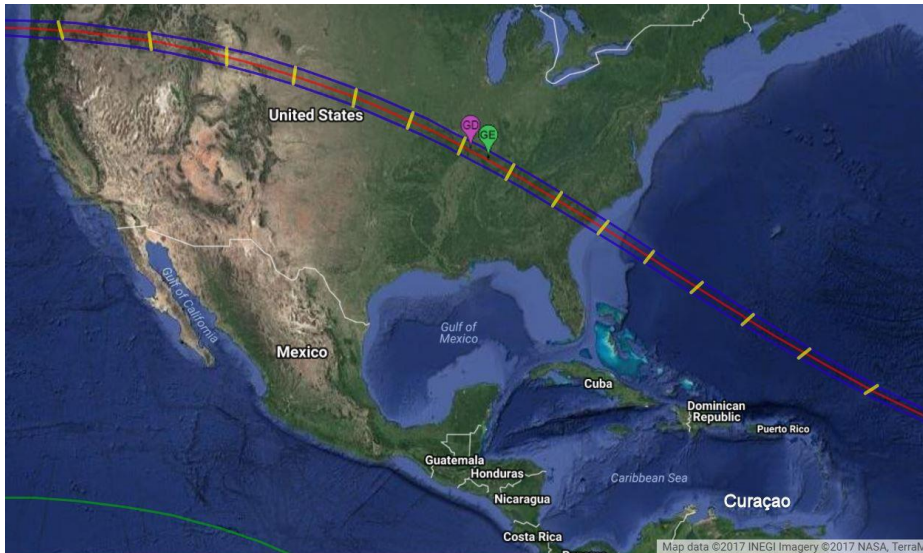 GD
GE
United States
Gulf of California
Gulf of
Mexico
Mexico
Cuba
Dominican
Republic
Puerto Rico
Guatemala
Honduras
Caribbean Sea
Nicaragua
Curaçao
Costa Rica
Map data ©2017 INEGI Imagery ©2017 NASA,